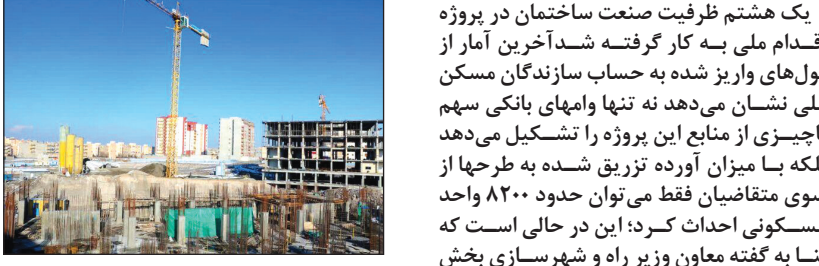 یک هشتم ظرفیت صنعت ساختمان در پروژه
قدام ملی به کار گرفته شدآخرین آمار از
ول‌های واریز شده به حساب سازندگان مسکن
لی نشان می‌دهد نه تنها وامهای بانکی سهم
اچیزی از منابع این پروژه را تشکیل می‌دهد
لکه با میزان آورده تزریق شده به طرحها از
وی متقاضیان فقط می‌توان حدود ۸۲۰۰ واحد
سکونی احداث کرد؛ این در حالی است که
نا به گفته معاون وزیر راه و شهرسازی بخش